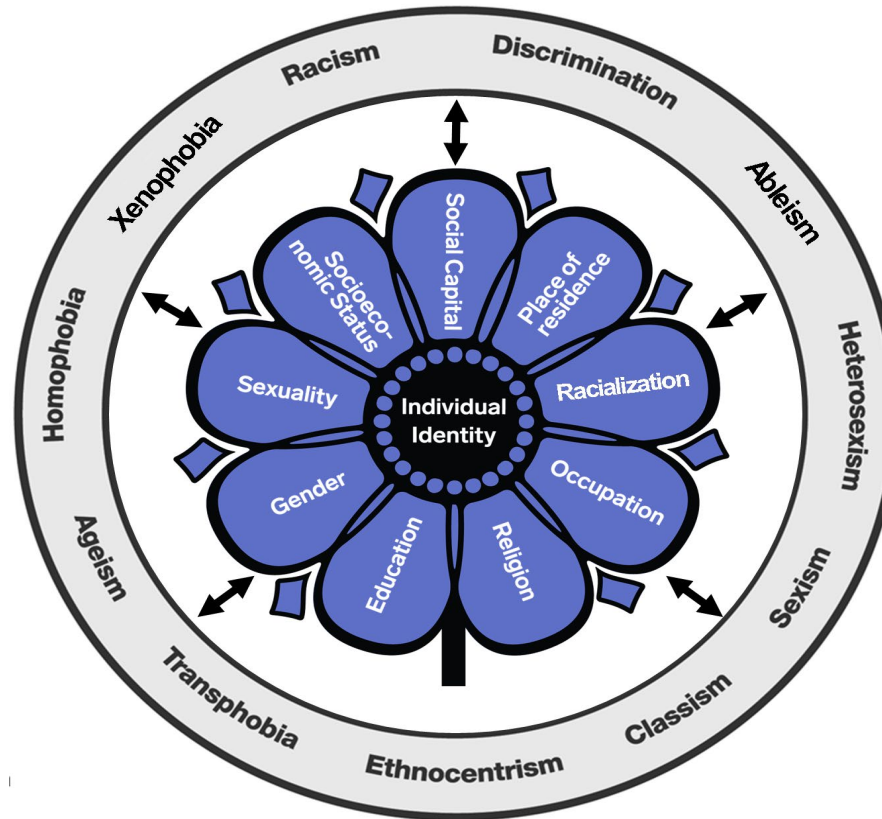 Discrimination
Ableism
Heterosexism
Sexism
Classism
Ethnocentrism
Transphobia
Ageism
Homophobia
Xenophobia
Racism
Social Capital
Place of
residence
Racialization
Occupation
Religion
Education
Gender
Sexuality
Socioeco-
nomic Status
Individual
Identity